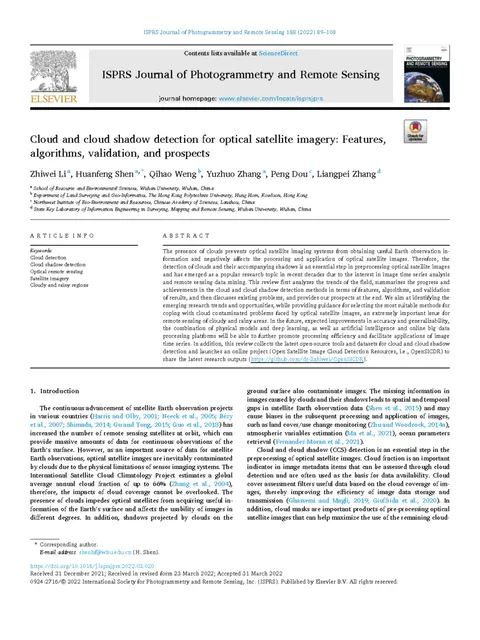 ISPRS Journal of Photogrammetry and Remote Sensing 188 (2022) 89–108
Contents lists available at ScienceDirect
ISPRS Journal of Photogrammetry and Remote Sensing
journal homepage: www.elsevier.com/locate/isprsjprs
ELSEVIER
PHOTOGRAMMETRY
AND REMOTE SENSING
Check for
updates
Cloud and cloud shadow detection for optical satellite imagery: Features,
algorithms, validation, and prospects
Zhiwei Li a, Huanfeng Shen a,*, Qihao Weng b, Yuzhuo Zhang a, Peng Dou c, Liangpei Zhang d
a School of Resource and Environmental Sciences, Wuhan University, Wuhan, China
b Department of Land Surveying and Geo-Informatics, The Hong Kong Polytechnic University, Hung Hom, Kowloon, Hong Kong
c Northwest Institute of Eco-Environment and Resources, Chinese Academy of Sciences, Lanzhou, China
d State Key Laboratory of Information Engineering in Surveying, Mapping and Remote Sensing, Wuhan University, Wuhan, China
ARTICLE INFO
Keywords
Cloud detection
Cloud shadow detection
Optical remote sensing
Satellite imagery
Cloudy and rainy regions
ABSTRACT
The presence of clouds prevents optical satellite imaging systems from obtaining useful Earth observation in-
formation and negatively affects the processing and application of optical satellite images. Therefore, the
detection of clouds and their accompanying shadows is an essential step in preprocessing optical satellite images
and has emerged as a popular research topic in recent decades due to the interest in image time series analysis
and remote sensing data mining. This review first analyzes the trends of the field, summarizes the progress and
achievements in the cloud and cloud shadow detection methods in terms of features, algorithms, and validation
of results, and then discusses existing problems, and provides our prospects at the end. We aim at identifying the
emerging research trends and opportunities, while providing guidance for selecting the most suitable methods for
coping with cloud contaminated problems faced by optical satellite images, an extremely important issue for
remote sensing of cloudy and rainy areas. In the future, expected improvements in accuracy and generalizability,
the combination of physical models and deep learning, as well as artificial intelligence and online big data
processing platforms will be able to further promote processing efficiency and facilitate applications of image
time series. In addition, this review collects the latest open-source tools and datasets for cloud and cloud shadow
detection and launches an online project (Open Satellite Image Cloud Detection Resources, i.e., OpenSICDR) to
share the latest research outputs (https://github.com/dr-lizhiwei/OpenSICDR).
1. Introduction
The continuous advancement of satellite Earth observation projects
in various countries (Harris and Olby, 2001; Neeck et al., 2005; Bézy
et al., 2007; Shimada, 2014; Gu and Tong, 2015; Guo et al., 2018) has
increased the number of remote sensing satellites in orbit, which can
provide massive amounts of data for continuous observations of the
Earth's surface. However, as an important source of data for satellite
Earth observations, optical satellite images are inevitably contaminated
by clouds due to the physical limitations of sensor imaging systems. The
International Satellite Cloud Climatology Project estimates a global
average annual cloud fraction of up to 66% (Zhang et al., 2004),
therefore, the impacts of cloud coverage cannot be overlooked. The
presence of clouds impedes optical satellites from acquiring useful in-
formation of the Earth's surface and affects the usability of images in
different degrees. In addition, shadows projected by clouds on the
ground surface also contaminate images. The missing information in
images caused by clouds and their shadows leads to spatial and temporal
gaps in satellite Earth observation data (Shen et al., 2015) and may
cause biases in the subsequent processing and application of images,
such as land cover/use change monitoring (Zhu and Woodcock, 2014a),
atmospheric variables estimation (Ma et al., 2021), ocean parameters
retrieval (Fernandez-Moran et al., 2021).
Cloud and cloud shadow (CCS) detection is an essential step in the
preprocessing of optical satellite images. Cloud fraction is an important
indicator in image metadata items that can be assessed through cloud
detection and are often used as the basis for data availability. Cloud
cover assessment filters useful data based on the cloud coverage of im-
ages, thereby improving the efficiency of image data storage and
transmission (Ghassemi and Magli, 2019; Giuffrida et al., 2020). In
addition, cloud masks are important products of pre-processing optical
satellite images that can help maximize the use of the remaining cloud-
* Corresponding author.
E-mail address: shenhf@whu.edu.cn (H. Shen).
https://doi.org/10.1016/j.isprsjprs.2022.03.020
Received 31 December 2021; Received in revised form 23 March 2022; Accepted 31 March 2022
0924-2716/© 2022 International Society for Photogrammetry and Remote Sensing, Inc. (ISPRS). Published by Elsevier B.V. All rights reserved.